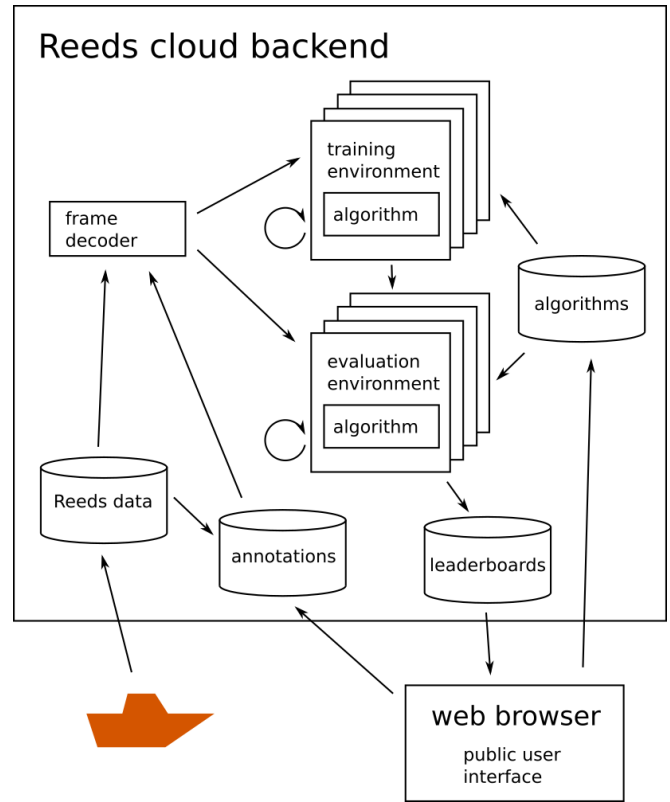 Reeds cloud backend
training
environment
algorithm
frame
decoder
algorithms
evaluation
environment
algorithm
Reeds data
annotations
leaderboards
web browser
public user
interface